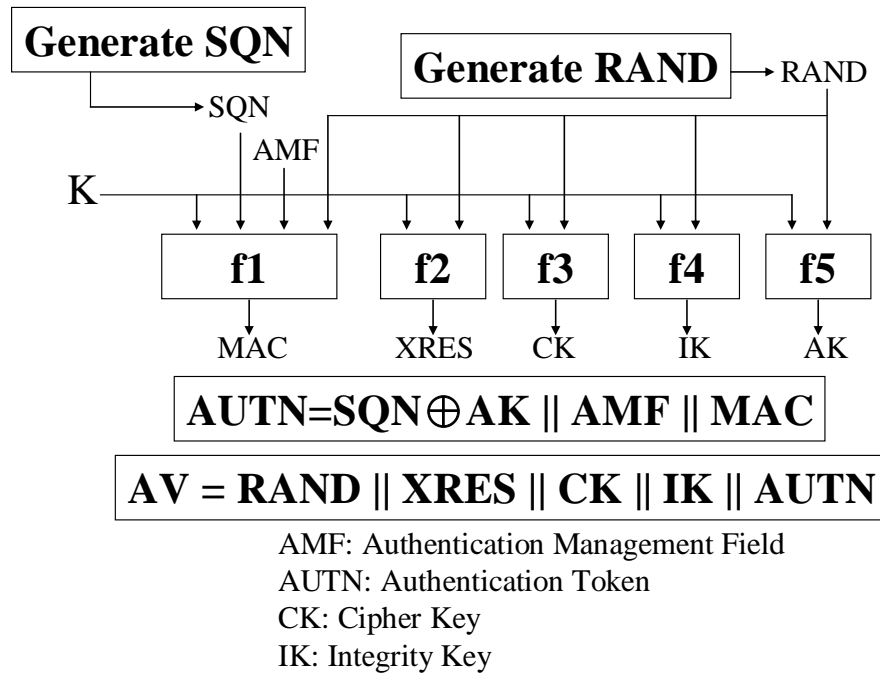 Generate SQN
Generate RAND
RAND
SQN
AMF
K
f1
f2
f3
f4
f5
MAC
XRES
CK
IK
AK
AUTN=SQN⊕AK || AMF || MAC
AV = RAND || XRES || CK || IK || AUTN
AMF: Authentication Management Field
AUTN: Authentication Token
CK: Cipher Key
IK: Integrity Key